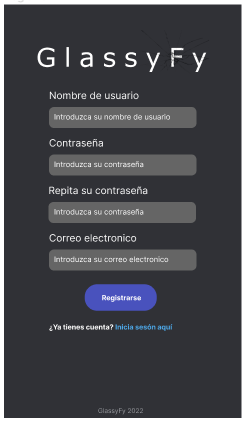 GlassyFy
Nombre de usuario
Introduzca su nombre de usuario
Contraseña
Introduzca su contraseña
Repita su contraseña
Introduzca su contraseña
Correo electronico
Introduzca su correo electronico
Registrarse
¿Ya tienes cuenta? Inicia sesón aquí
GlassyFy 2022